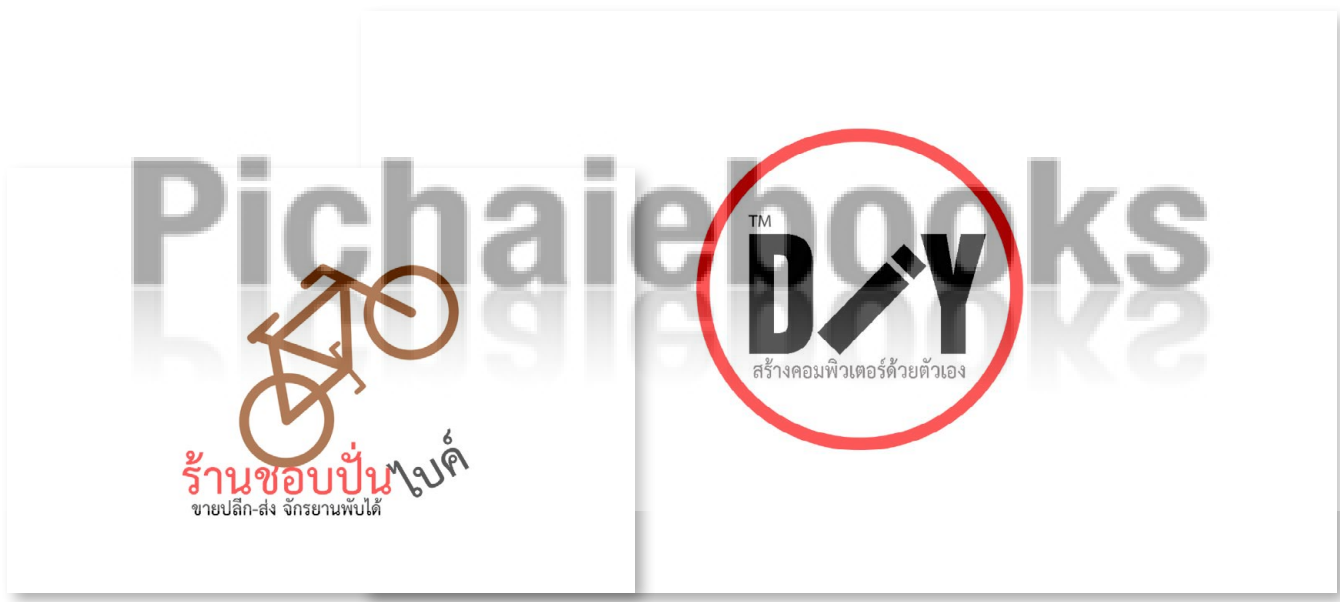 Pichaiebooks
TM
DIY
สร้างคอมพิวเตอร์ด้วยตัวเอง
ร้านชอบปั่นไบค์
ขายปลีก-ส่ง จักรยานพับได้